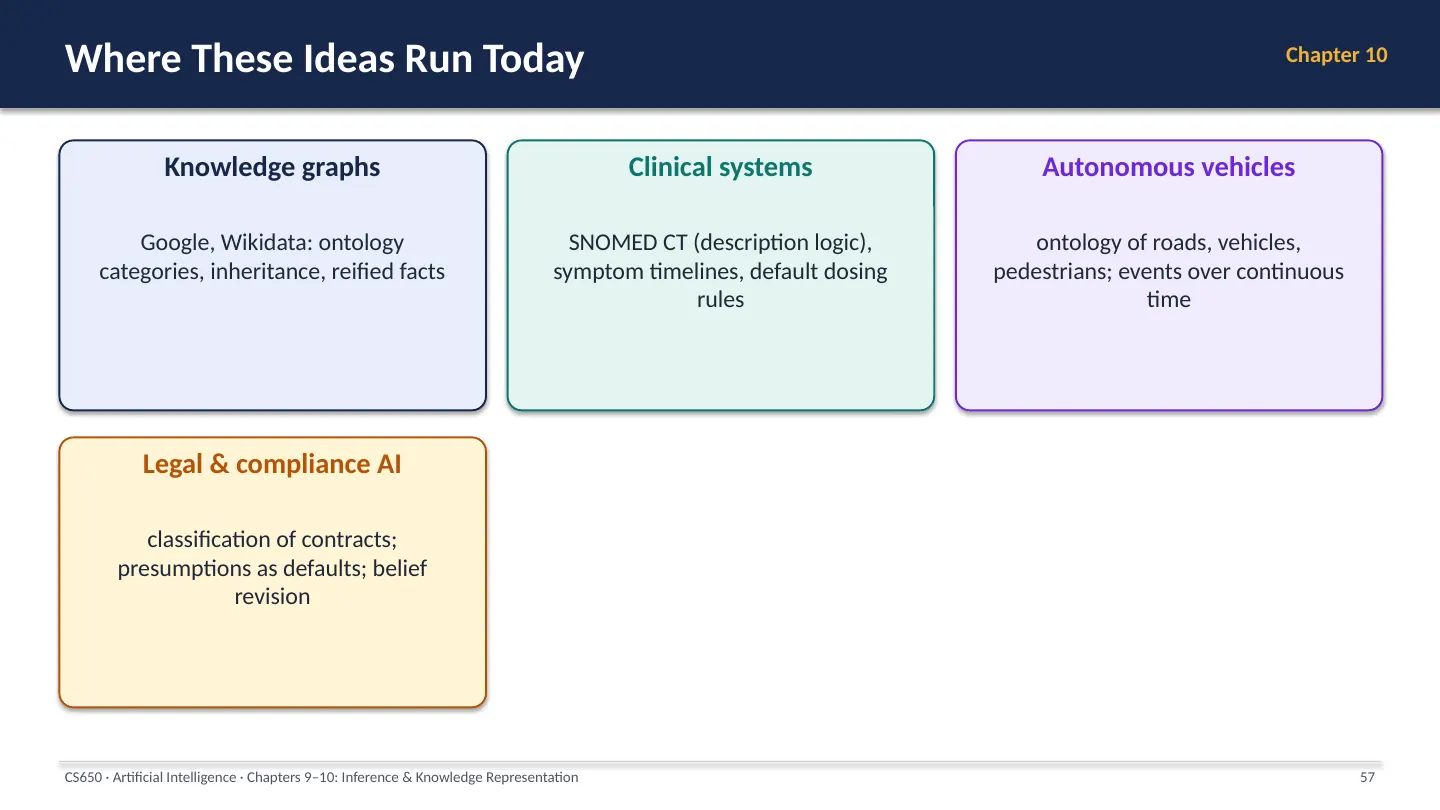 Where These Ideas Run Today
Chapter 10
Knowledge graphs
Google, Wikidata: ontology
categories, inheritance, reified facts
Clinical systems
SNOMED CT (description logic),
symptom timelines, default dosing
rules
Autonomous vehicles
ontology of roads, vehicles,
pedestrians; events over continuous
time
Legal & compliance AI
classification of contracts;
presumptions as defaults; belief
revision
CS650 · Artificial Intelligence · Chapters 9–10: Inference & Knowledge Representation
57